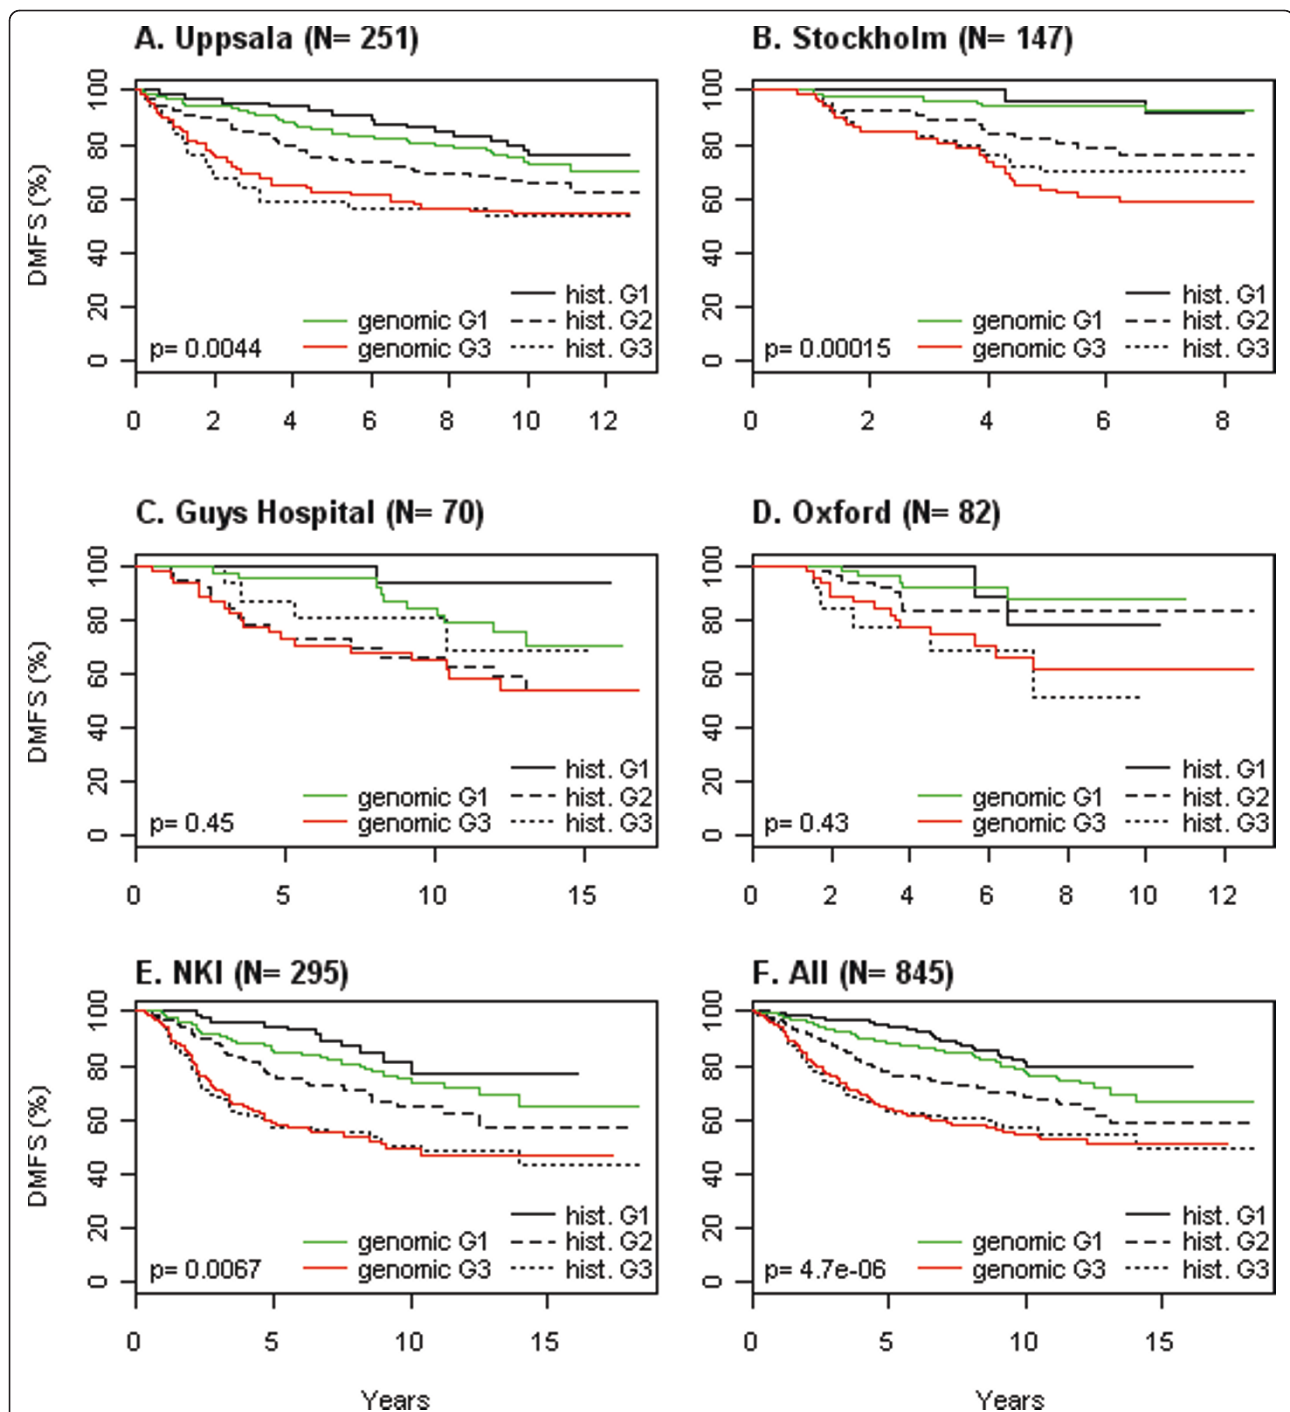 A. Uppsala (N= 251)
DMFS (%)
100
80
60
40
20
0
hist. G1
genomic G1
hist. G2
genomic G3
hist. G3
p= 0.0044
0 2 4 6 8 10 12
B. Stockholm (N= 147)
100
80
60
40
20
0
hist. G1
genomic G1
hist. G2
genomic G3
hist. G3
p= 0.00015
0 2 4 6 8
C. Guys Hospital (N= 70)
DMFS (%)
100
80
60
40
20
0
hist. G1
genomic G1
hist. G2
genomic G3
hist. G3
p= 0.45
0 5 10 15
D. Oxford (N= 82)
100
80
60
40
20
0
hist. G1
genomic G1
hist. G2
genomic G3
hist. G3
p= 0.43
0 2 4 6 8 10 12
E. NKI (N= 295)
DMFS (%)
100
80
60
40
20
0
hist. G1
genomic G1
hist. G2
genomic G3
hist. G3
p= 0.0067
0 5 10 15
Years
F. All (N= 845)
100
80
60
40
20
0
hist. G1
genomic G1
hist. G2
genomic G3
hist. G3
p= 4.7e-06
0 5 10 15
Years